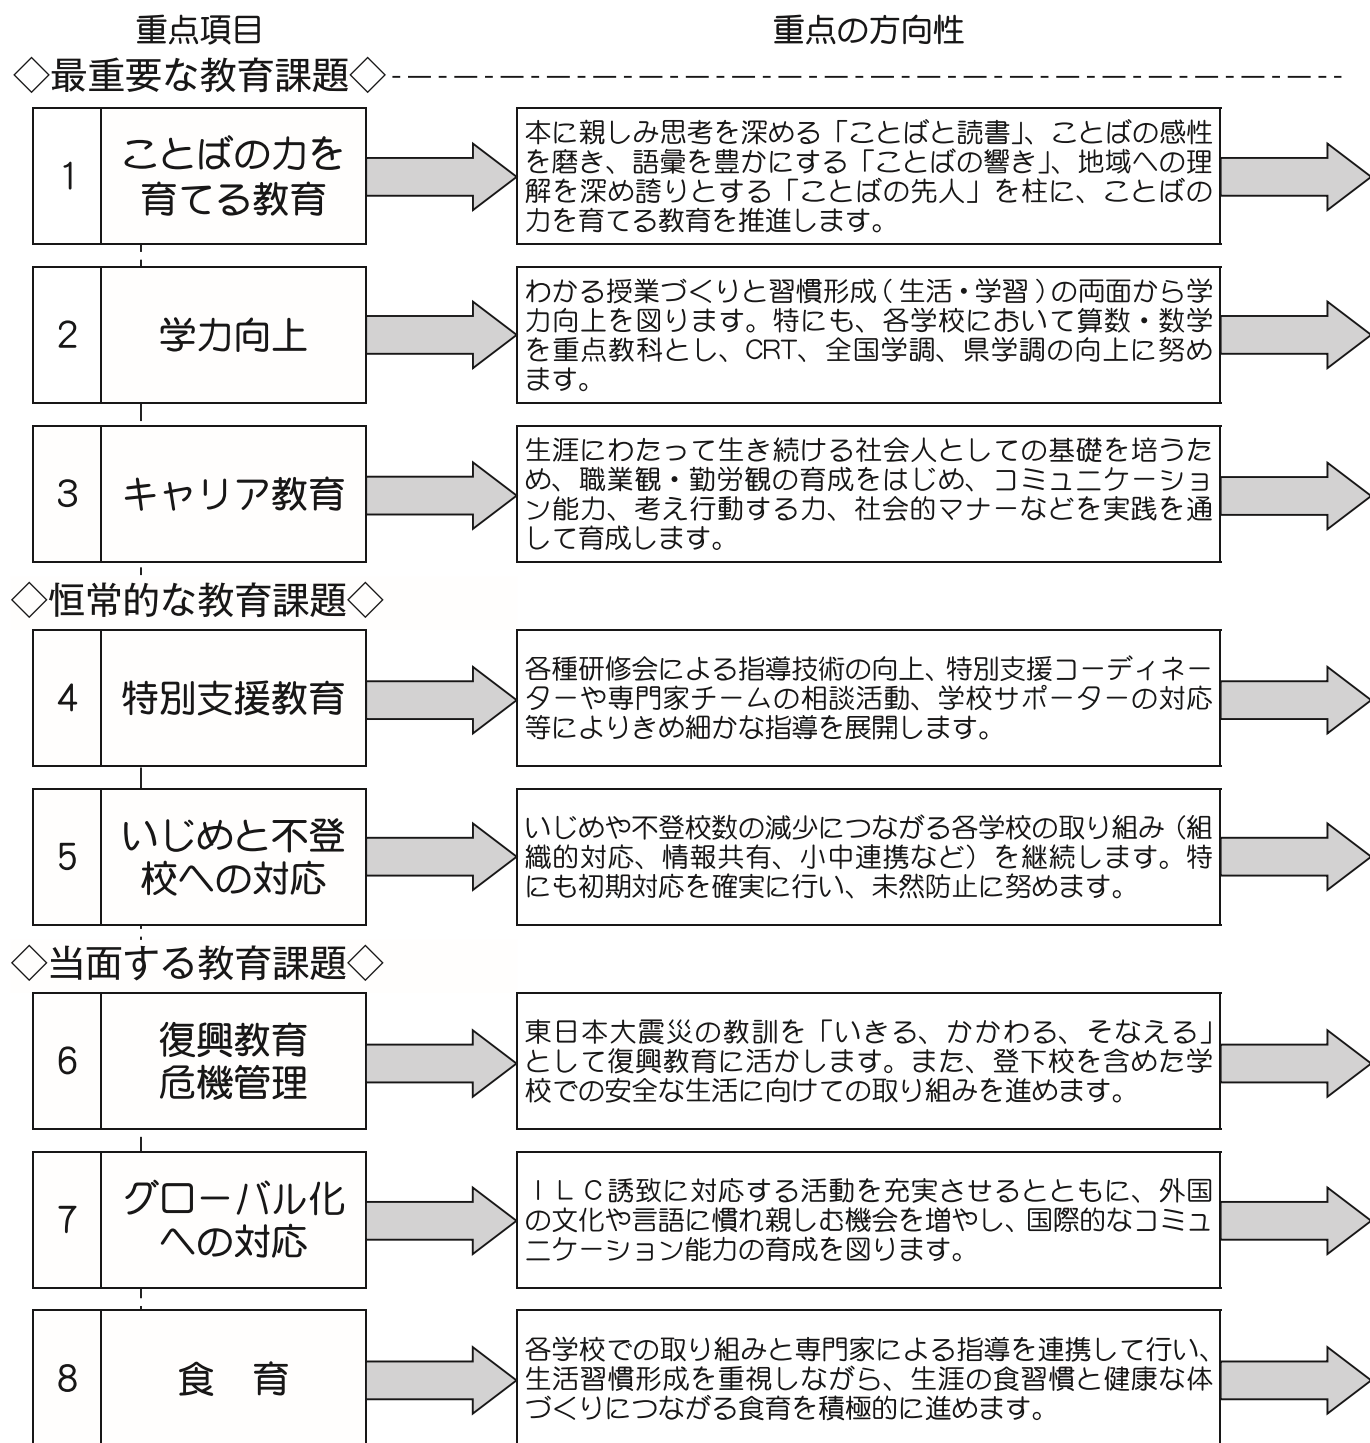 重点項目　重点の方向性
◇最重要な教育課題◇
1
ことばの力を
育てる教育
本に親しみ思考を深める「ことばと読書」、ことばの感性
を磨き、語彙を豊かにする「ことばの響き」、地域への理
解を深め誇りとする「ことばの先人」を柱に、ことばの
力を育てる教育を推進します。
2
学力向上
わかる授業づくりと習慣形成(生活・学習)の両面から学
力向上を図ります。特にも、各学校において算数・数学
を重点教科とし、CRT、全国学調、県学調の向上に努め
ます。
3
キャリア教育
生涯にわたって生き続ける社会人としての基礎を培うた
め、職業観・勤労観の育成をはじめ、コミュニケーショ
ン能力、考え行動する力、社会的マナーなどを実践を通
して育成します。
◇恒常的な教育課題◇
4
特別支援教育
各種研修会による指導技術の向上、特別支援コーディネー
ターや専門家チームの相談活動、学校サポーターの対応
等によりきめ細かな指導を展開します。
5
いじめと不登
校への対応
いじめや不登校数の減少につながる各学校の取り組み（組
織的対応、情報共有、小中連携など）を継続します。特
にも初期対応を確実に行い、未然防止に努めます。
◇当面する教育課題◇
6
復興教育
危機管理
東日本大震災の教訓を「いきる、かかわる、そなえる」
として復興教育に活かします。また、登下校を含めた学
校での安全な生活に向けての取り組みを進めます。
7
グローバル化
への対応
ＩＬＣ誘致に対応する活動を充実させるとともに、外国
の文化や言語に慣れ親しむ機会を増やし、国際的なコミュ
ニケーション能力の育成を図ります。
8
食　育
各学校での取り組みと専門家による指導を連携して行い、
生活習慣形成を重視しながら、生涯の食習慣と健康な体
づくりにつながる食育を積極的に進めます。